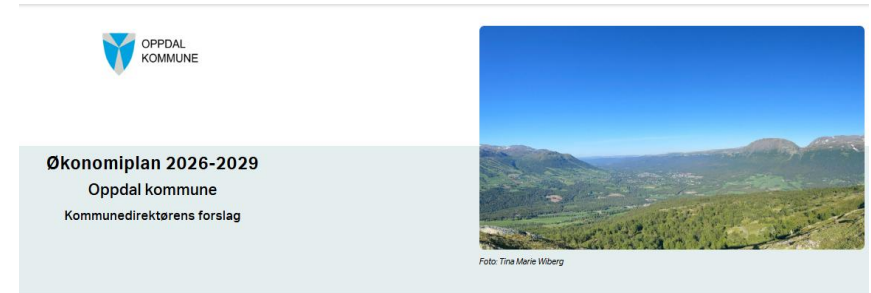 OPPDAL
KOMMUNE
Økonomiplan 2026-2029
Oppdal kommune
Kommunedirektørens forslag
Foto: Tina Marie Wiberg